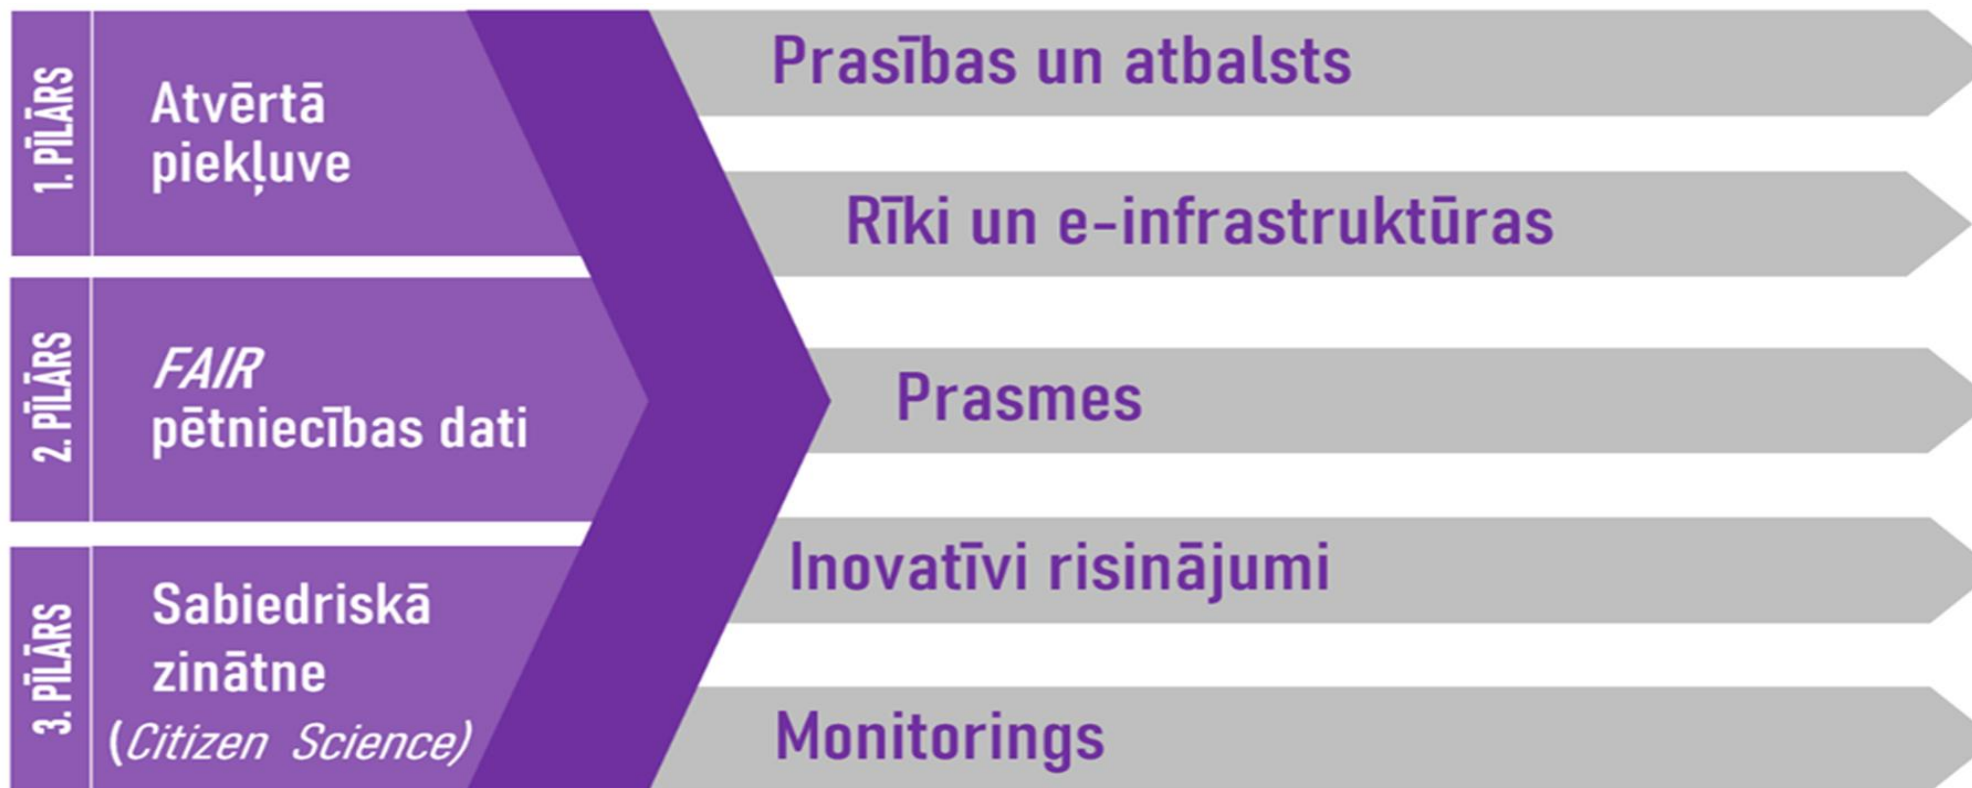 1. PĪLĀRS
Atvērtā
piekļuve
2. PĪLĀRS
FAIR
pētniecības dati
3. PĪLĀRS
Sabiedriskā
zinātne
(Citizen Science)
Prasības un atbalsts
Rīki un e-infrastruktūras
Prasmes
Inovatīvi risinājumi
Monitorings